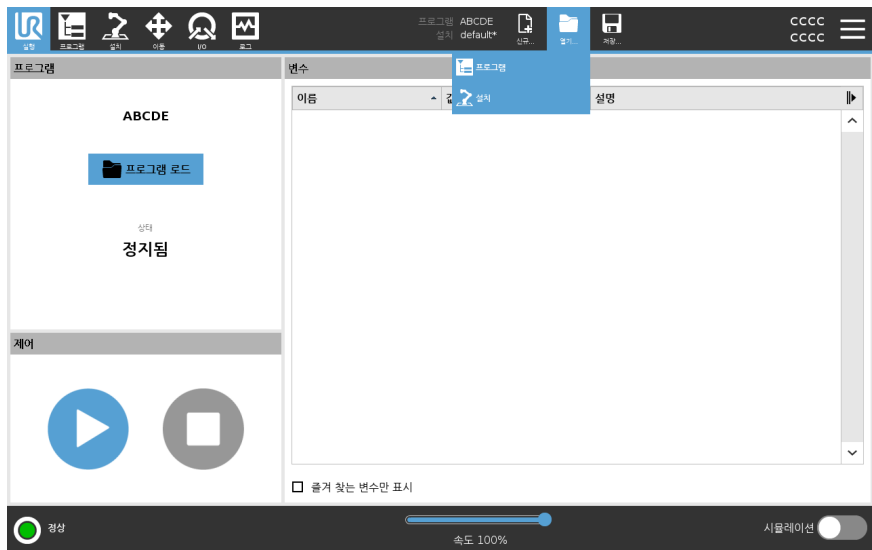 실행 프로그램 설치 이동 I/O 로그
프로그램 ABCDE
설치 default*
신규... 열기... 저장...
CCCC
CCCC
프로그램
설치
프로그램
ABCDE
프로그램 로드
상태
정지됨
제어
변수
이름 설명
즐겨 찾는 변수만 표시
정상
속도 100%
시뮬레이션